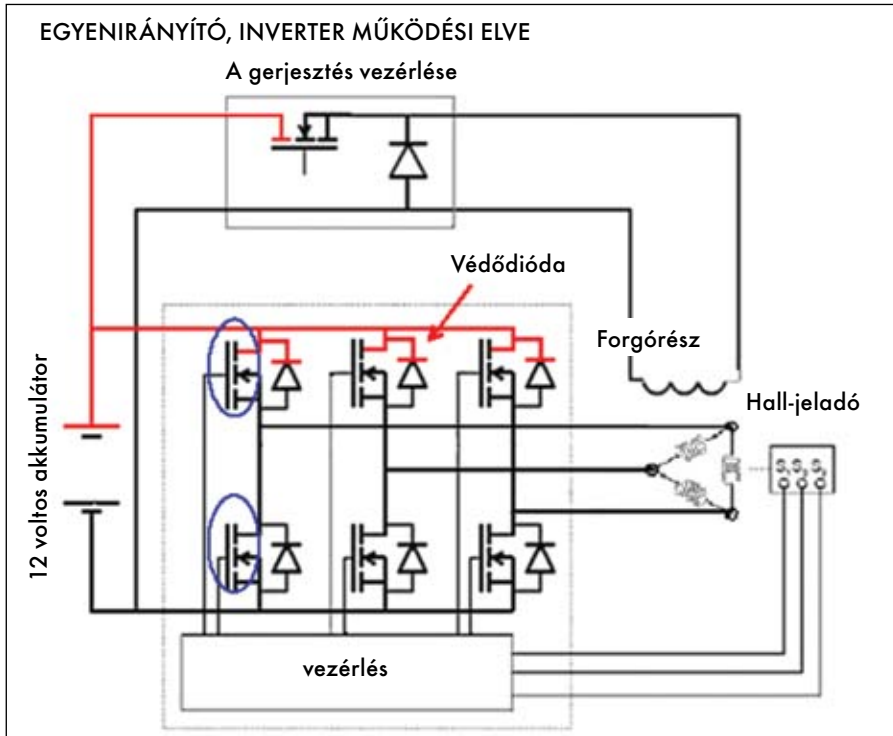 EGYENIRÁNYÍTÓ, INVERTER MŰKÖDÉSI ELVE
A gerjesztés vezérlése
Védődióda
Forgórész
Hall-jeladó
12 voltos akkumulátor
vezérlés